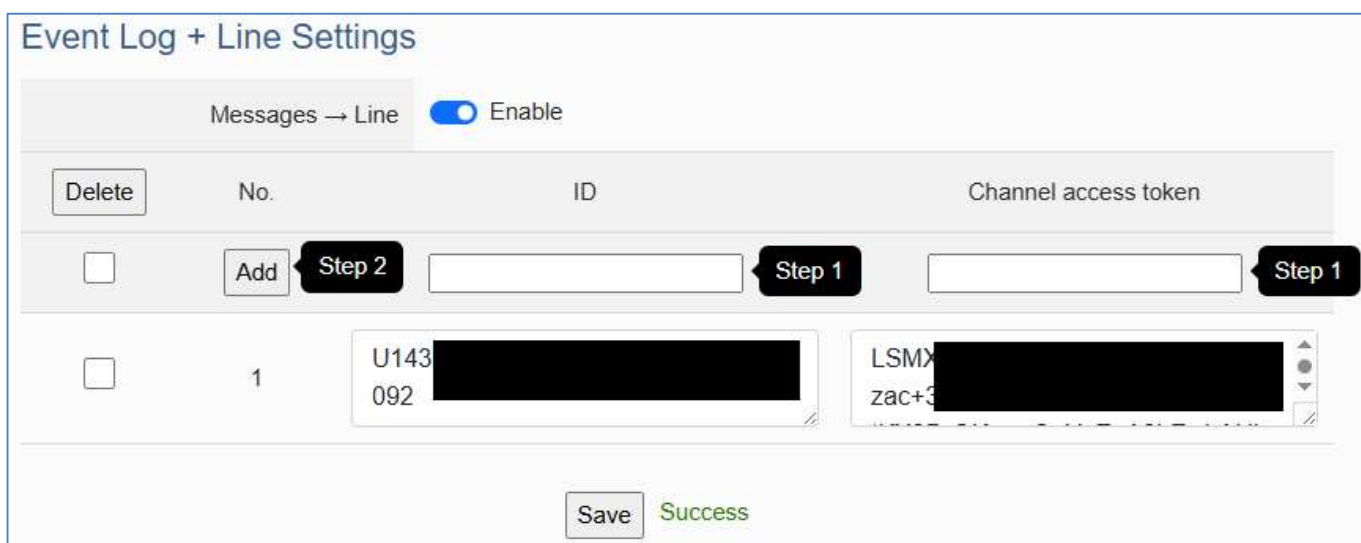 Event Log + Line Settings
Messages → Line Enable
Delete No. ID Channel access token
Add Step 2 Step 1 Step 1
1 U143 LSMX
092 zac+3
Save Success